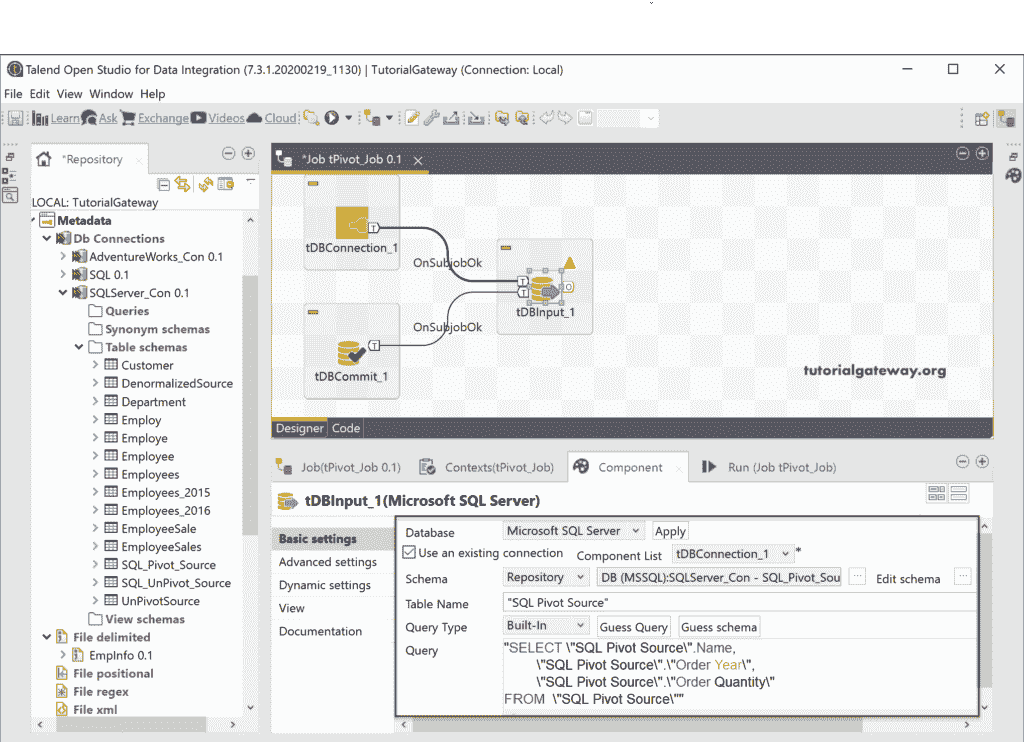 Talend Open Studio for Data Integration (7.3.1.20200219_1130) | TutorialGateway (Connection: Local)
File Edit View Window Help
Learn Ask Exchange Videos Cloud
*Repository
LOCAL: TutorialGateway
Metadata
Db Connections
AdventureWorks_Con 0.1
SQL 0.1
SQLServer_Con 0.1
Queries
Synonym schemas
Table schemas
Customer
DenormalizedSource
Department
Employ
Employe
Employee
Employees
Employees_2015
Employees_2016
EmployeeSale
EmployeeSales
SQL_Pivot_Source
SQL_UnPivot_Source
UnPivotSource
View schemas
File delimited
EmpInfo 0.1
File positional
File regex
File xml
*Job tPivot_Job 0.1
T
tDBConnection_1
OnSubjobOk
T
T
O
tDBInput_1
OnSubjobOk
T
tDBCommit_1
tutorialgateway.org
Designer Code
Job(tPivot_Job 0.1) Contexts(tPivot_Job) Component Run (Job tPivot_Job)
tDBInput_1(Microsoft SQL Server)
Basic settings
Advanced settings
Dynamic settings
View
Documentation
Database Microsoft SQL Server Apply
Use an existing connection Component List tDBConnection_1 *
Schema Repository DB (MSSQL):SQLServer_Con - SQL_Pivot_Sou ... Edit schema ...
Table Name "SQL Pivot Source"
Query Type Built-In Guess Query Guess schema
Query "SELECT \"SQL Pivot Source\".Name,
\"SQL Pivot Source\".\"Order Year\",
\"SQL Pivot Source\".\"Order Quantity\"
FROM \"SQL Pivot Source\""